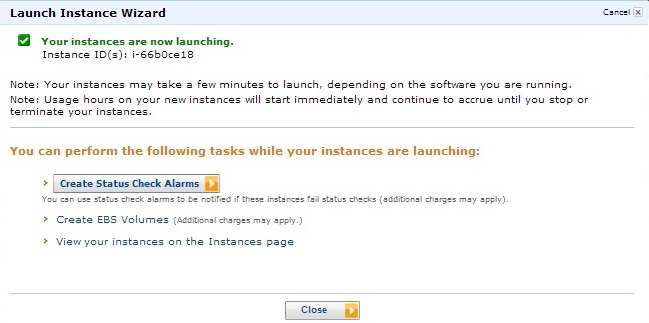 Launch Instance Wizard
Cancel
Your instances are now launching.
Instance ID(s): i-66b0ce18
Note: Your instances may take a few minutes to launch, depending on the software you are running.
Note: Usage hours on your new instances will start immediately and continue to accrue until you stop or
terminate your instances.
You can perform the following tasks while your instances are launching:
Create Status Check Alarms
You can use status check alarms to be notified if these instances fail status checks (additional charges may apply).
Create EBS Volumes (Additional charges may apply.)
View your instances on the Instances page
Close